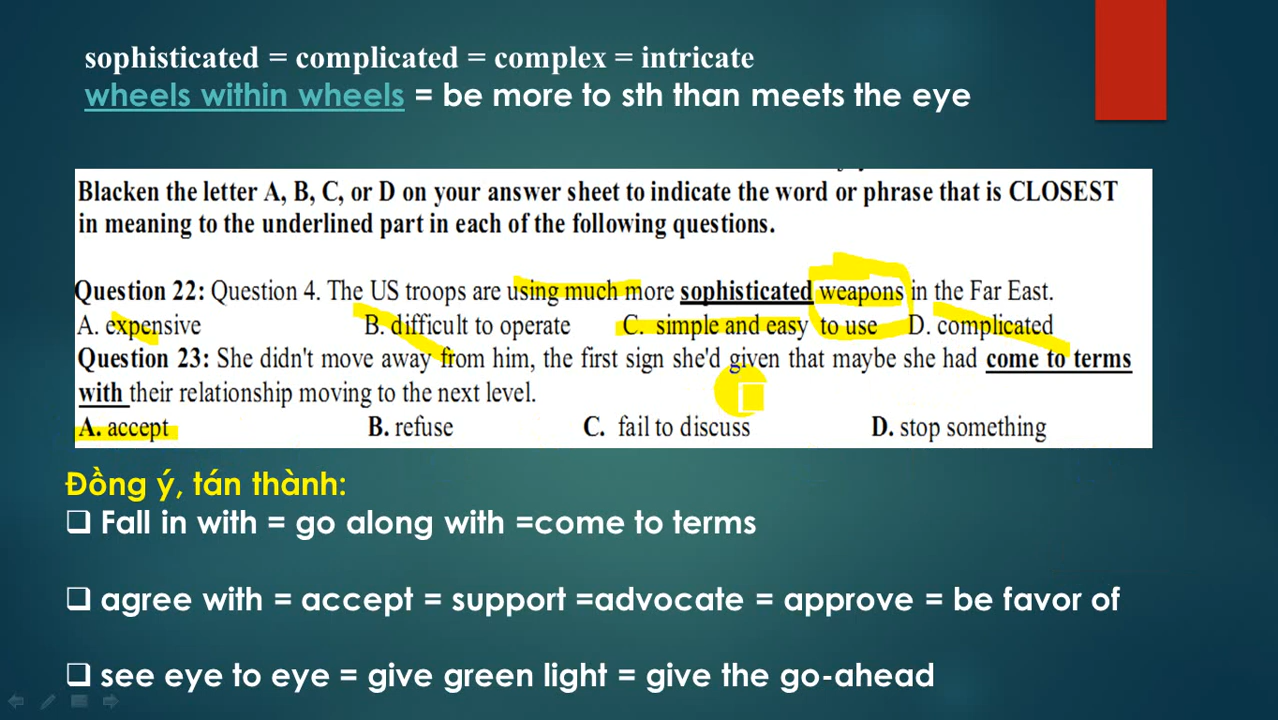 sophisticated = complicated = complex = intricate
wheels within wheels = be more to sth than meets the eye
Blacken the letter A, B, C, or D on your answer sheet to indicate the word or phrase that is CLOSEST
in meaning to the underlined part in each of the following questions.
Question 22: Question 4. The US troops are using much more sophisticated weapons in the Far East.
A. expensive B. difficult to operate C. simple and easy to use D. complicated
Question 23: She didn't move away from him, the first sign she'd given that maybe she had come to terms
with their relationship moving to the next level.
A. accept B. refuse C. fail to discuss D. stop something
Đồng ý, tán thành:
❑ Fall in with = go along with =come to terms
❑ agree with = accept = support =advocate = approve = be favor of
❑ see eye to eye = give green light = give the go-ahead